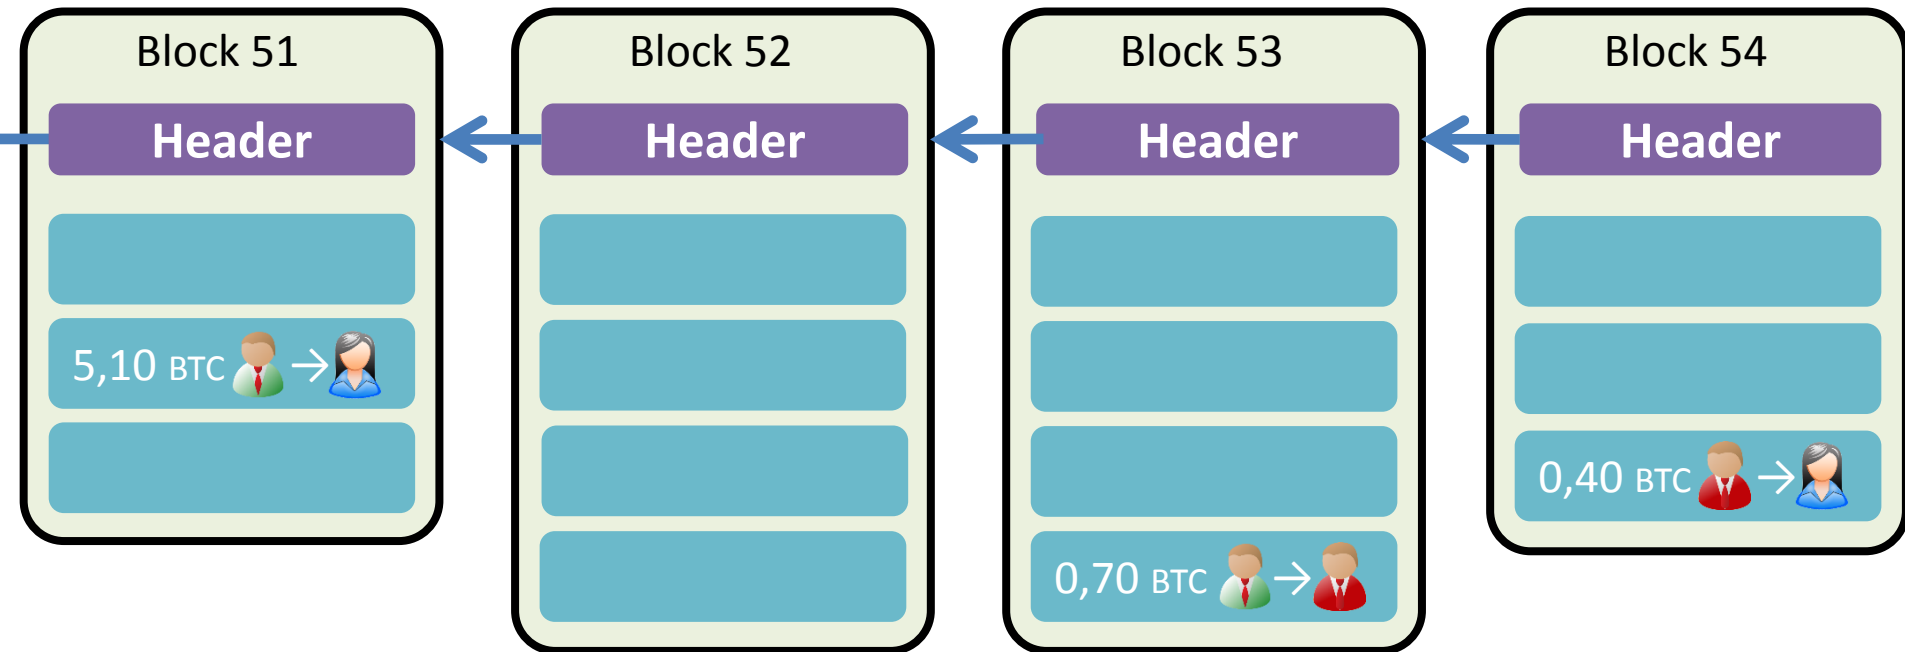 Block 51
Header
5,10 BTC →
Block 52
Header
Block 53
Header
0,70 BTC →
Block 54
Header
0,40 BTC →